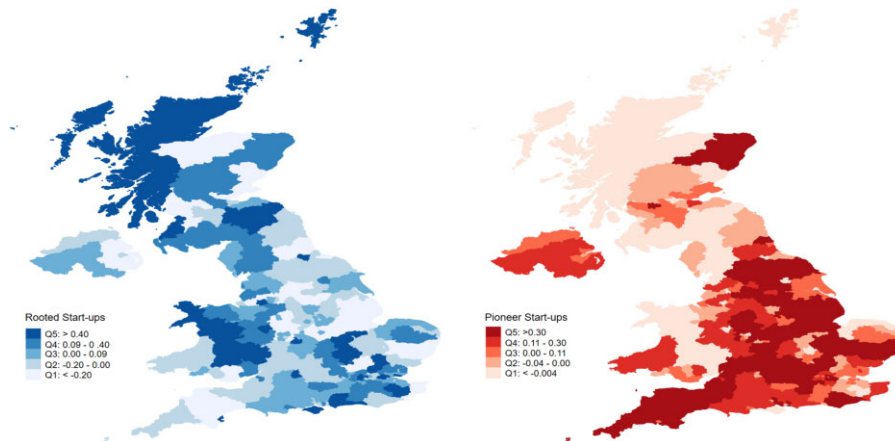 Rooted Start-ups
Q5: > 0.40
Q4: 0.09 - 0.40
Q3: 0.00 - 0.09
Q2: -0.20 - 0.00
Q1: < -0.20
Pioneer Start-ups
Q5: >0.30
Q4: 0.11 - 0.30
Q3: 0.00 - 0.11
Q2: -0.04 - 0.00
Q1: < -0.004